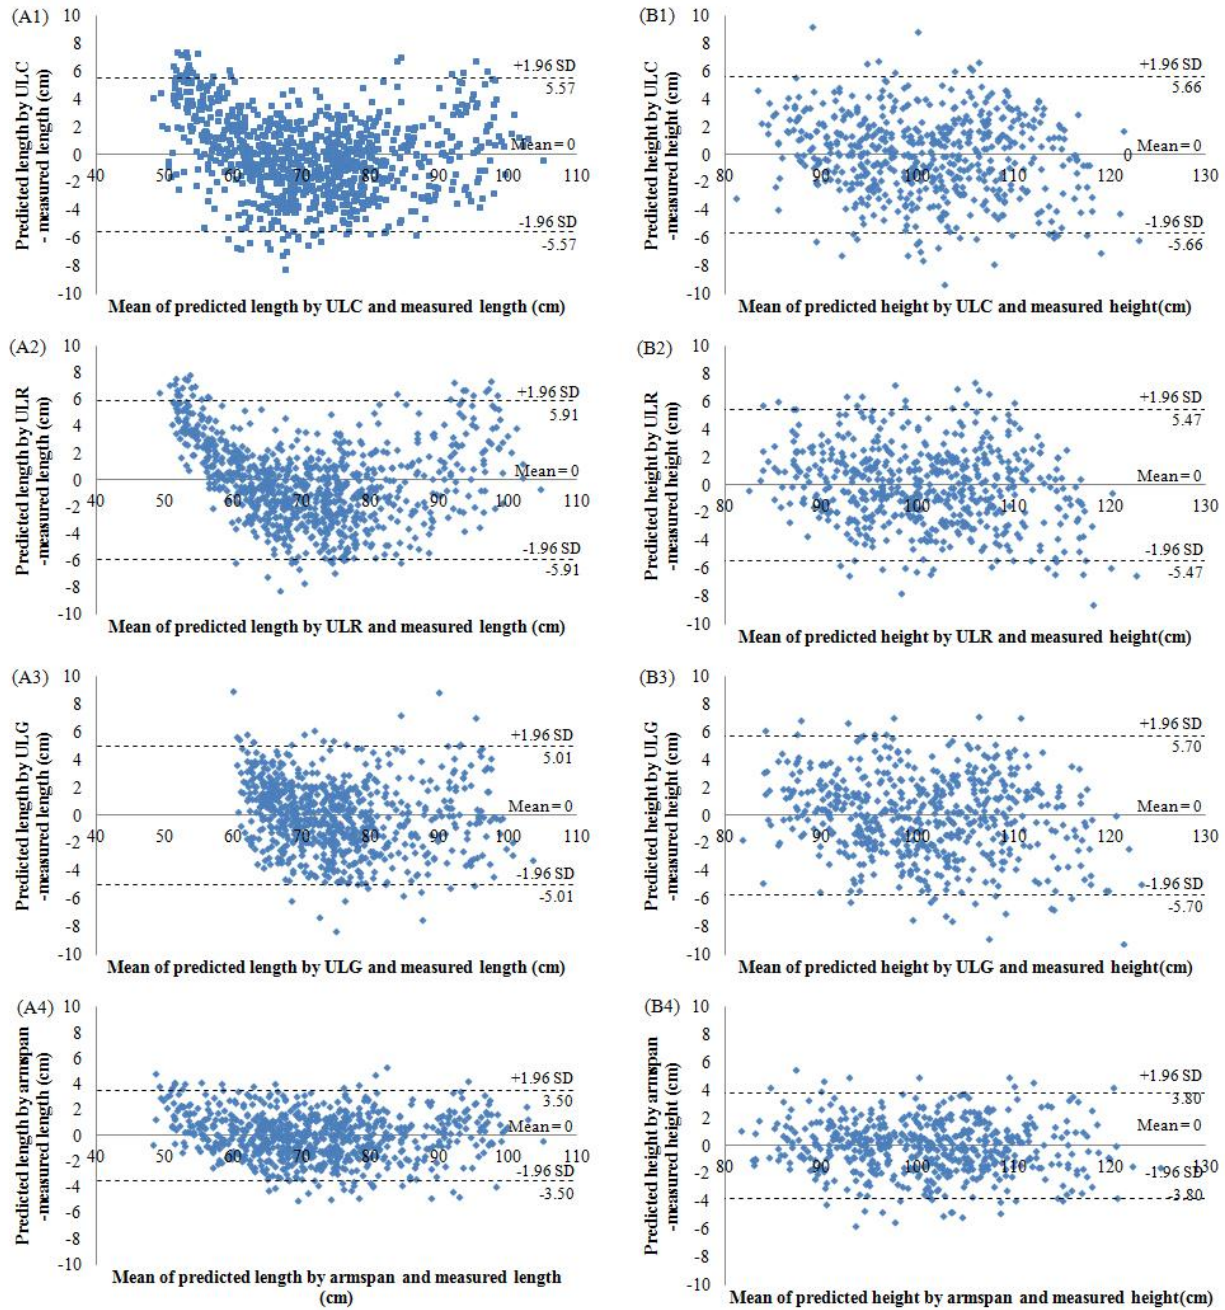 (A1)
10
8
6
4
2
0
-2
-4
-6
-8
-10
Predicted length by ULC
- measured length (cm)
+1.96 SD
5.57
Mean = 0
-1.96 SD
-5.57
40 50 60 70 80 90 100 110
Mean of predicted length by ULC and measured length (cm)
(B1)
10
8
6
4
2
0
-2
-4
-6
-8
-10
Predicted height by ULC
-measured height (cm)
+1.96 SD
5.66
Mean = 0
0
-1.96 SD
-5.66
80 90 100 110 120 130
Mean of predicted height by ULC and measured height(cm)
(A2)
10
8
6
4
2
0
-2
-4
-6
-8
-10
Predicted length by ULR
-measured length (cm)
+1.96 SD
5.91
Mean = 0
-1.96 SD
-5.91
40 50 60 70 80 90 100 110
Mean of predicted length by ULR and measured length (cm)
(B2)
10
8
6
4
2
0
-2
-4
-6
-8
-10
Predicted height by ULR
-measured height (cm)
+1.96 SD
5.47
Mean = 0
-1.96 SD
-5.47
80 90 100 110 120 130
Mean of predicted height by ULR and measured height(cm)
(A3)
10
8
6
4
2
0
-2
-4
-6
-8
-10
Predicted length by ULG
-measured length (cm)
+1.96 SD
5.01
Mean = 0
-1.96 SD
-5.01
40 50 60 70 80 90 100 110
Mean of predicted length by ULG and measured length (cm)
(B3)
10
8
6
4
2
0
-2
-4
-6
-8
-10
Predicted height by ULG
-measured height (cm)
+1.96 SD
5.70
Mean = 0
-1.96 SD
-5.70
80 90 100 110 120 130
Mean of predicted height by ULG and measured height(cm)
(A4)
10
8
6
4
2
0
-2
-4
-6
-8
-10
Predicted length by armspan
-measured length (cm)
+1.96 SD
3.50
Mean = 0
-1.96 SD
-3.50
40 50 60 70 80 90 100 110
Mean of predicted length by armspan and measured length
(cm)
(B4)
10
8
6
4
2
0
-2
-4
-6
-8
-10
Predicted height by armspan
-measured height (cm)
+1.96 SD
3.80
Mean = 0
-1.96 SD
-3.80
80 90 100 110 120 130
Mean of predicted height by armspan and measured height(cm)